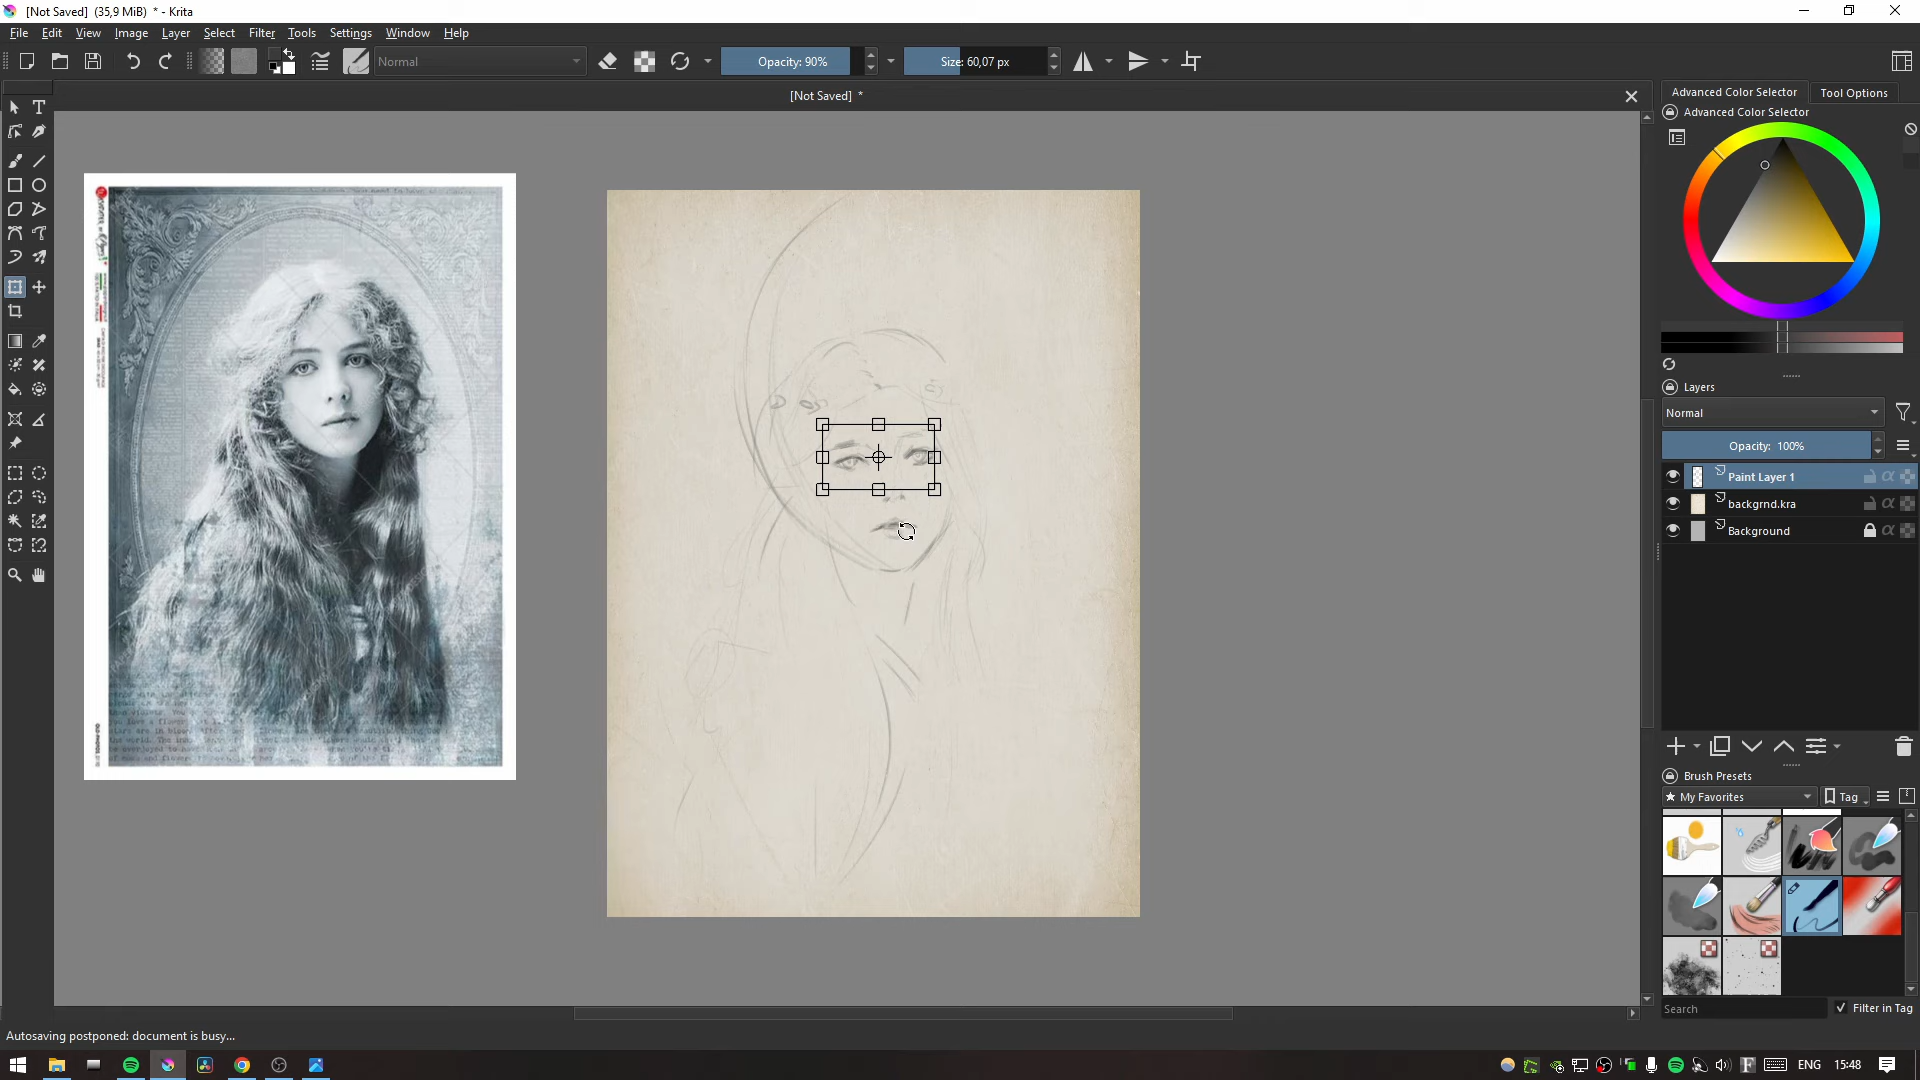 [Not Saved]  (35,9 MiB)  * - Krita
File Edit View Image Layer Select Filter Tools Settings Window Help
Normal
Opacity: 90%
Size: 60,07 px
[Not Saved]  *
Advanced Color Selector
Tool Options
Advanced Color Selector
Layers
Normal
Opacity:  100%
Paint Layer 1
backgrnd.kra
Background
Brush Presets
★ My Favorites
Tag
Search
Filter in Tag
Autosaving postponed: document is busy...
ENG
15:48